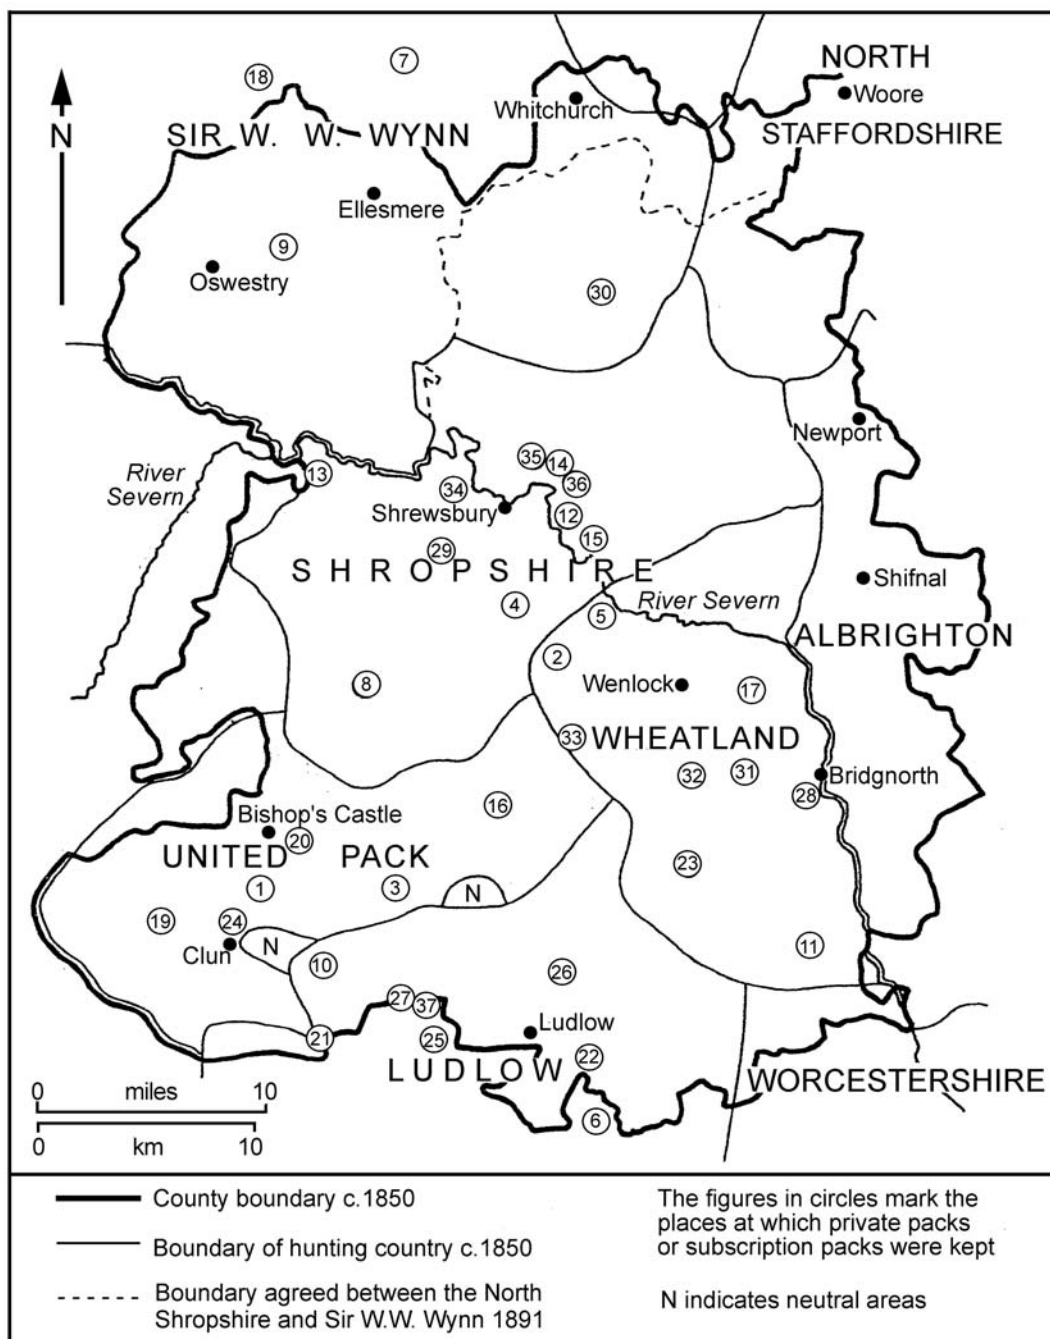 NORTH
7
18
Woore
Whitchurch
N
SIR W. W. WYNN
STAFFORDSHIRE
Ellesmere
9
Oswestry
30
Newport
River
Severn
13
35
14
36
34
Shrewsbury
12
15
29
SHROPSHIRE
Shifnal
4
5
River Severn
ALBRIGHTON
2
Wenlock
17
8
33
WHEATLAND
32
31
Bridgnorth
28
16
Bishop's Castle
20
UNITED PACK
23
1
3
N
19
24
Clun
N
11
10
26
27
37
21
25
Ludlow
22
LUDLOW
WORCESTERSHIRE
6
0 miles 10
0 km 10
County boundary c.1850
Boundary of hunting country c.1850
Boundary agreed between the North
Shropshire and Sir W.W. Wynn 1891
The figures in circles mark the
places at which private packs
or subscription packs were kept
N indicates neutral areas